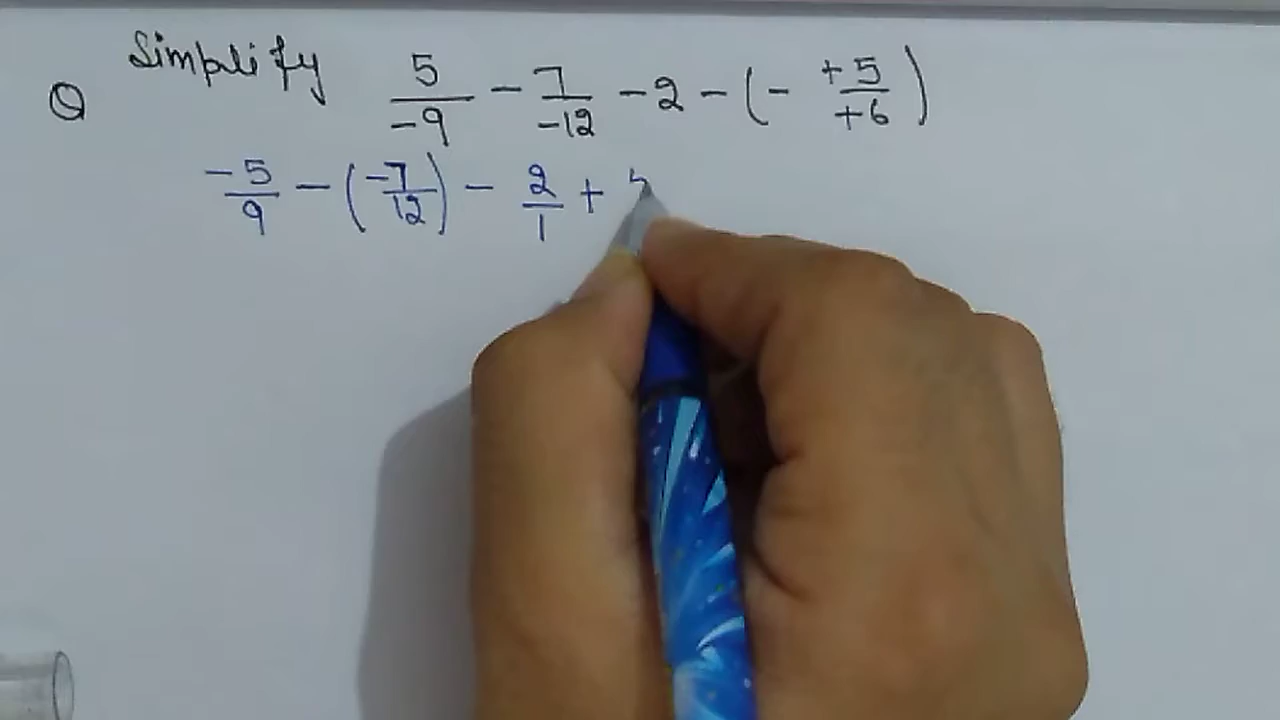 Simplify 5/-9 - 7/-12 - 2 - (- +5/+6)
Q
-5/9 - (-7/12) - 2/1 +